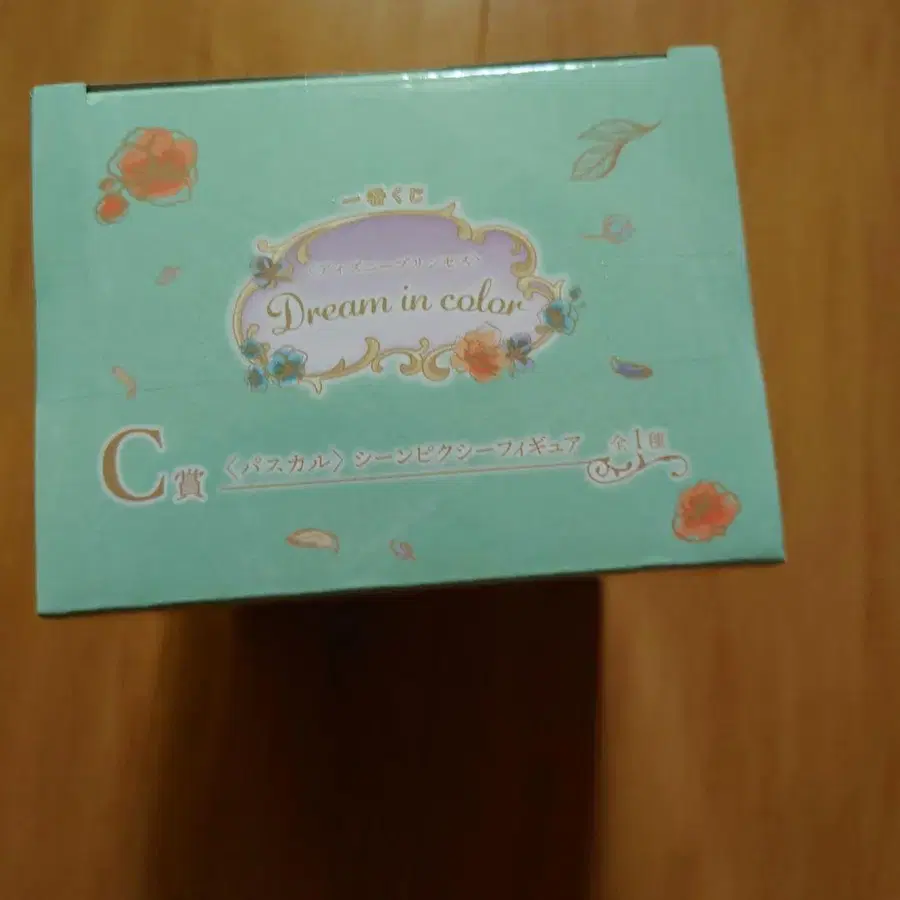 一番くじ
〈ディズニープリンセス〉
Dream in color
C賞 〈パスカル〉 シーンピクシーフィギュア 全1種